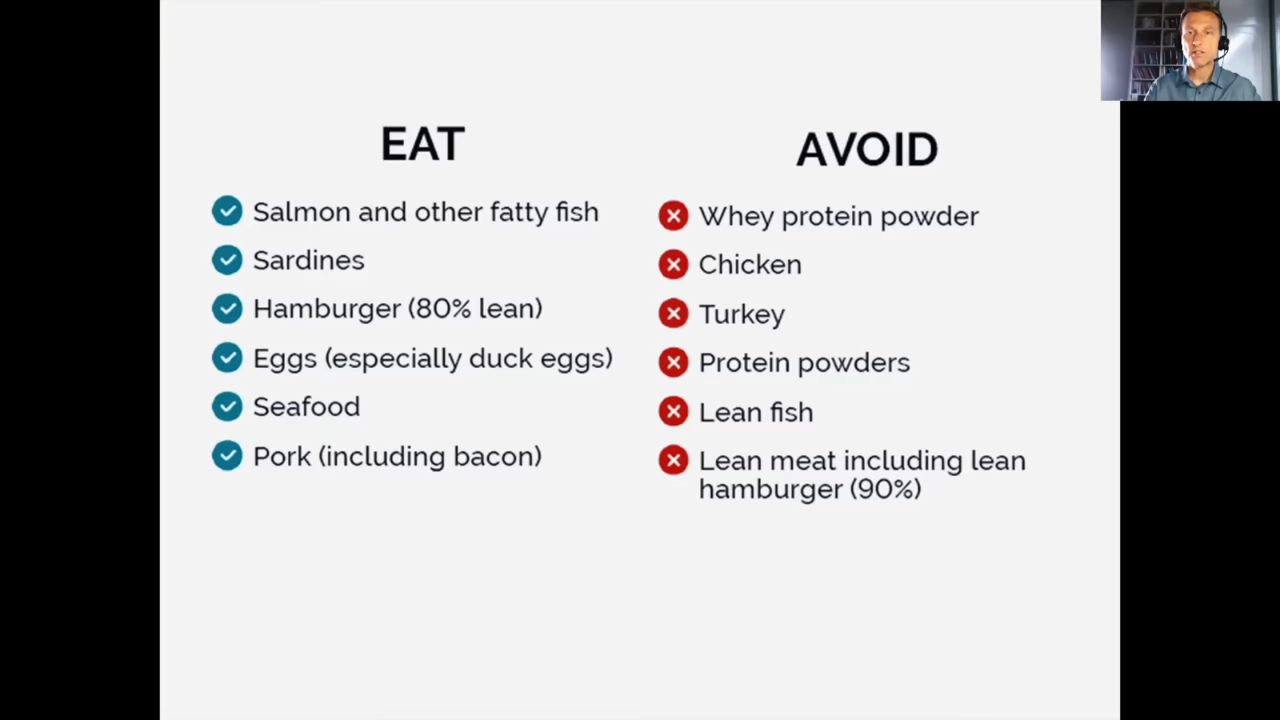 EAT
Salmon and other fatty fish
Sardines
Hamburger (80% lean)
Eggs (especially duck eggs)
Seafood
Pork (including bacon)
AVOID
Whey protein powder
Chicken
Turkey
Protein powders
Lean fish
Lean meat including lean
hamburger (90%)